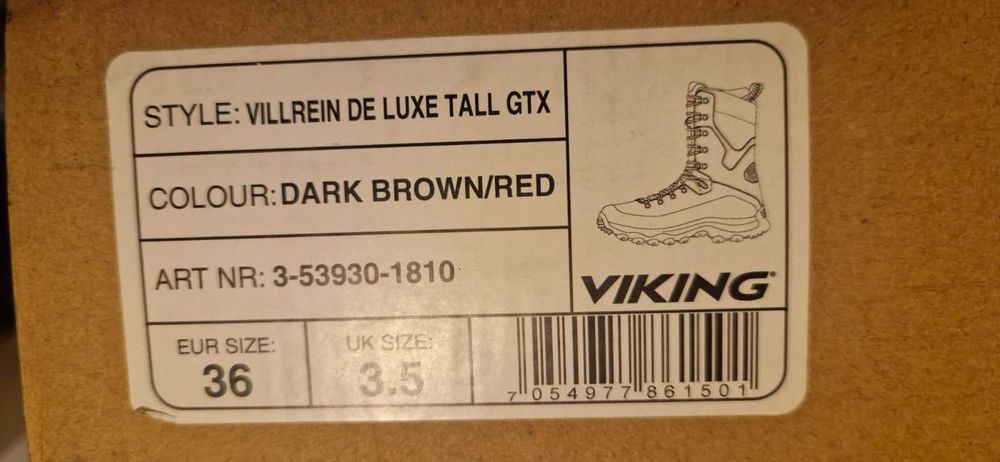 STYLE: VILLREIN DE LUXE TALL GTX
COLOUR: DARK BROWN/RED
ART NR: 3-53930-1810
VIKING®
EUR SIZE:
36
UK SIZE:
3.5
7 054977 861501